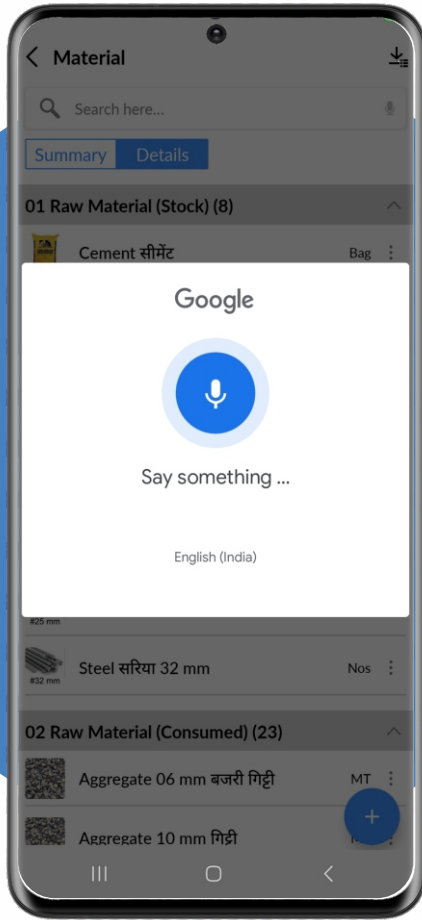 Material
Search here...
Summary Details
01 Raw Material (Stock) (8)
Cement सीमेंट Bag
Google
Say something ...
English (India)
#25 mm
Steel सरिया 32 mm Nos
#32 mm
02 Raw Material (Consumed) (23)
Aggregate 06 mm बजरी गिट्टी MT
Aggregate 10 mm गिट्टी